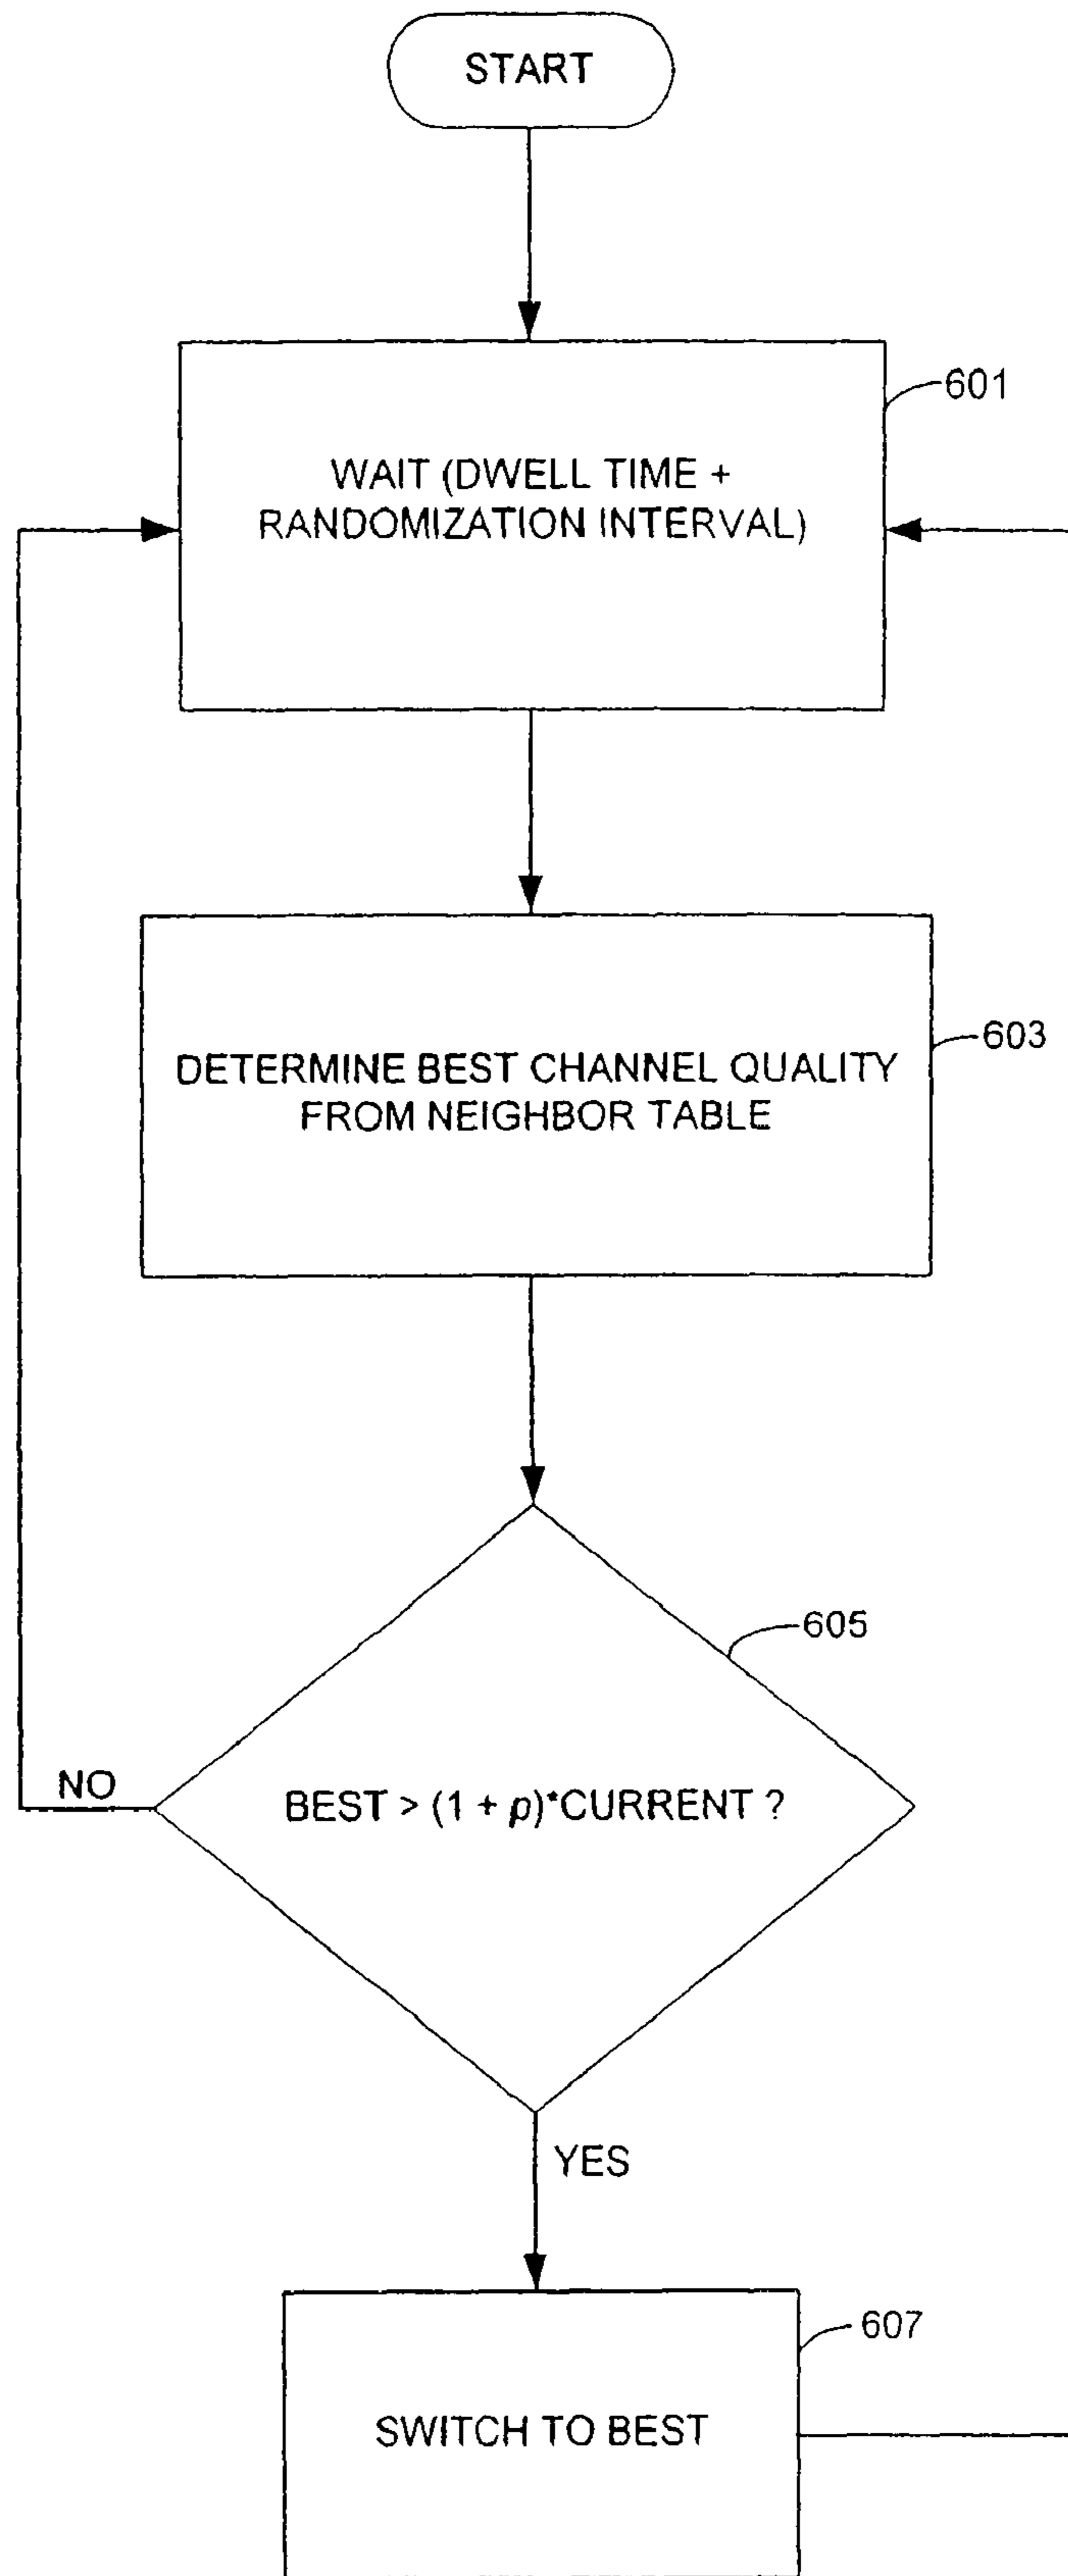 START
601
WAIT (DWELL TIME +
RANDOMIZATION INTERVAL)
603
DETERMINE BEST CHANNEL QUALITY
FROM NEIGHBOR TABLE
605
NO
BEST > (1 + p)*CURRENT ?
YES
607
SWITCH TO BEST